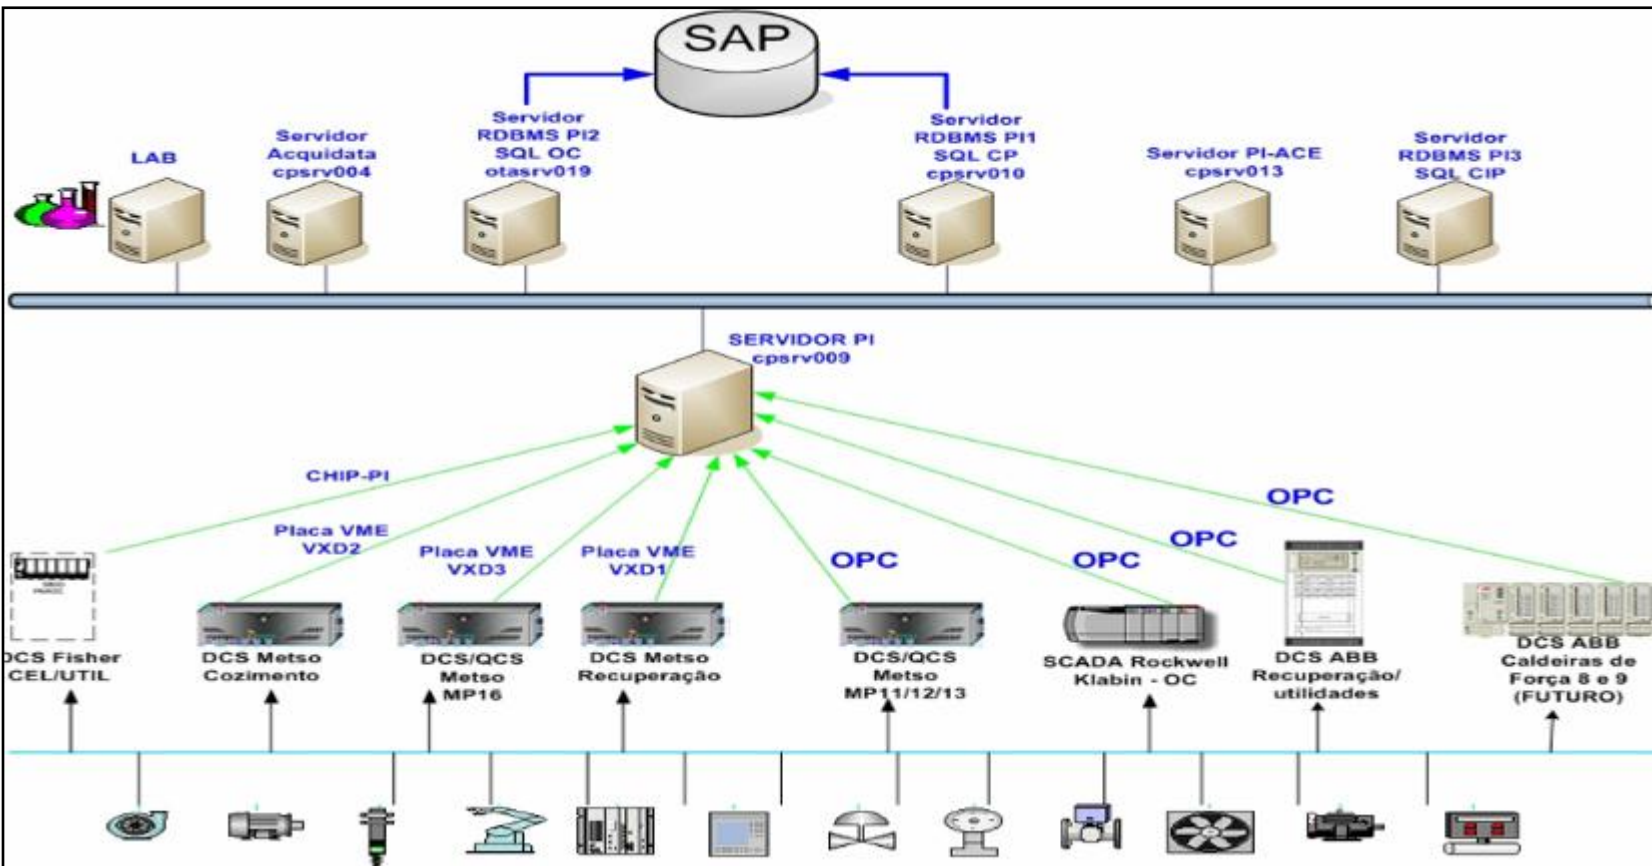 SAP
LAB
Servidor
Acquidata
cpsrv004
Servidor
RDBMS PI2
SQL OC
otasrv019
Servidor
RDBMS PI1
SQL CP
cpsrv010
Servidor PI-ACE
cpsrv013
Servidor
RDBMS PI3
SQL CIP
SERVIDOR PI
cpsrv009
CHIP-PI
Placa VME
VXD2
Placa VME
VXD3
Placa VME
VXD1
OPC
OPC
OPC
OPC
DCS Fisher
CEL/UTIL
DCS Metso
Cozimento
DCS/QCS
Metso
MP16
DCS Metso
Recuperação
DCS/QCS
Metso
MP11/12/13
SCADA Rockwell
Klabin - OC
DCS ABB
Recuperação/
utilidades
DCS ABB
Caldeiras de
Força 8 e 9
(FUTURO)